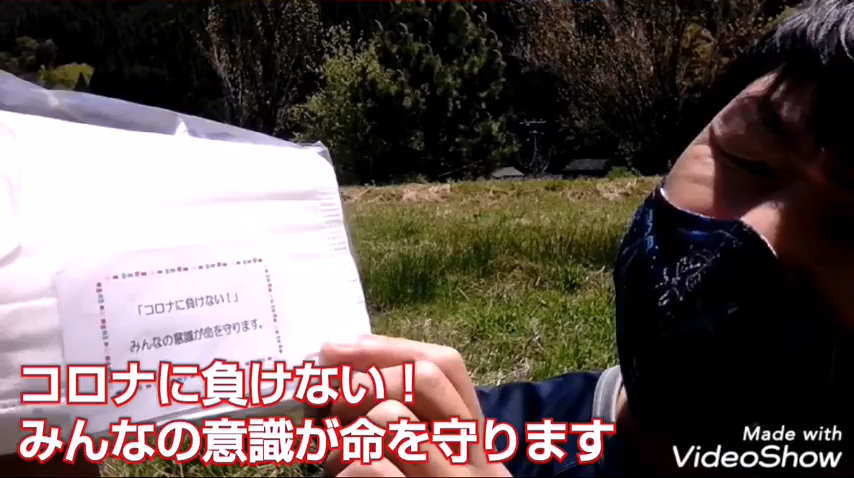 「コロナに負けない！」
みんなの意識が命を守ります。
コロナに負けない！
みんなの意識が命を守ります
Made with
VideoShow